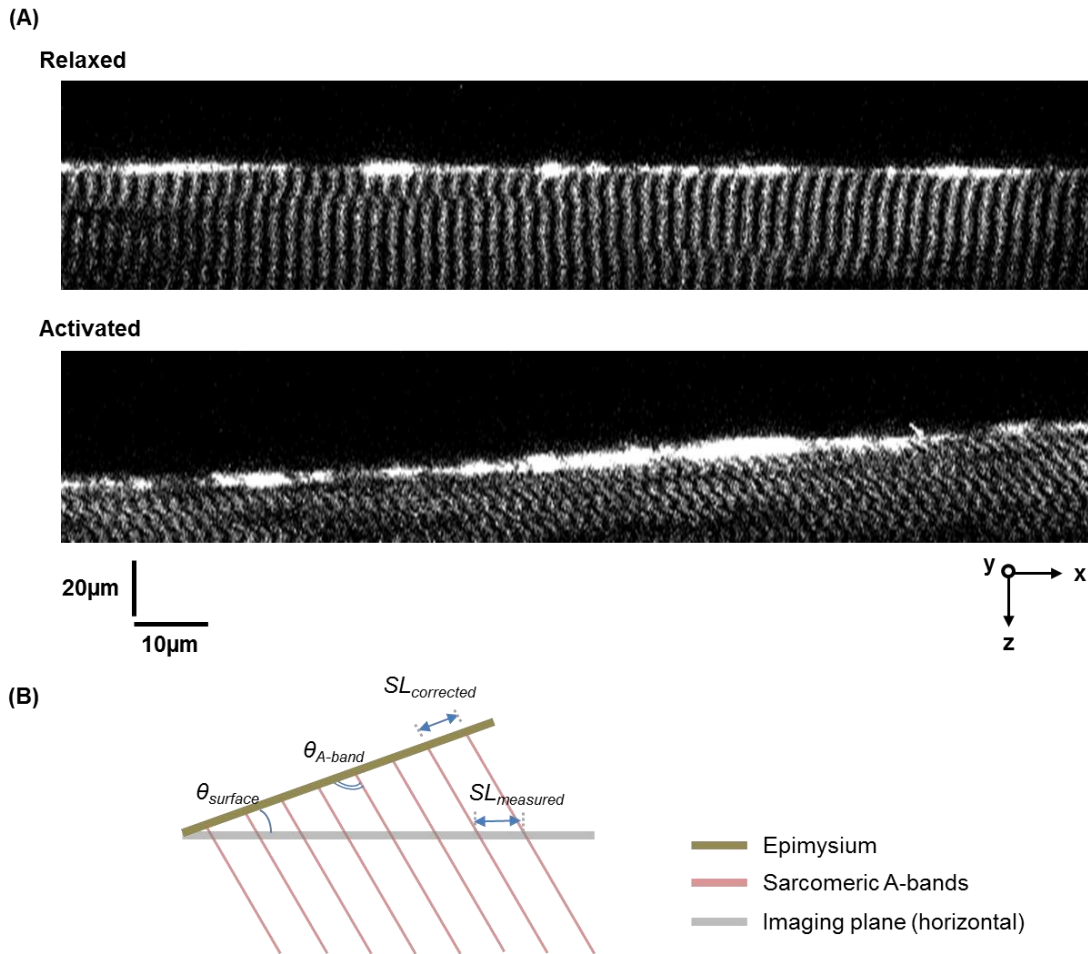 (A)
Relaxed
Activated
20µm
10µm
y
x
z
(B)
SLcorrected
θA-band
θsurface
SLmeasured
Epimysium
Sarcomeric A-bands
Imaging plane (horizontal)